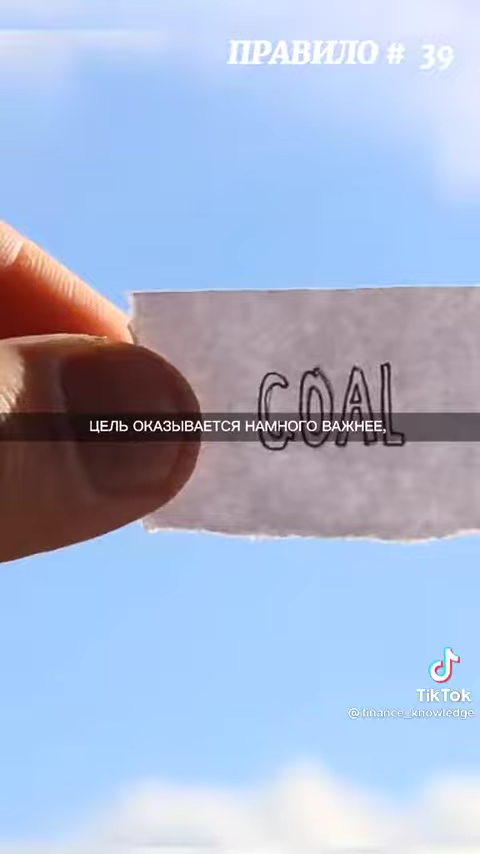 ПРАВИЛО # 39
GOAL
ЦЕЛЬ ОКАЗЫВАЕТСЯ НАМНОГО ВАЖНЕЕ,
TikTok
@finance_knowledge